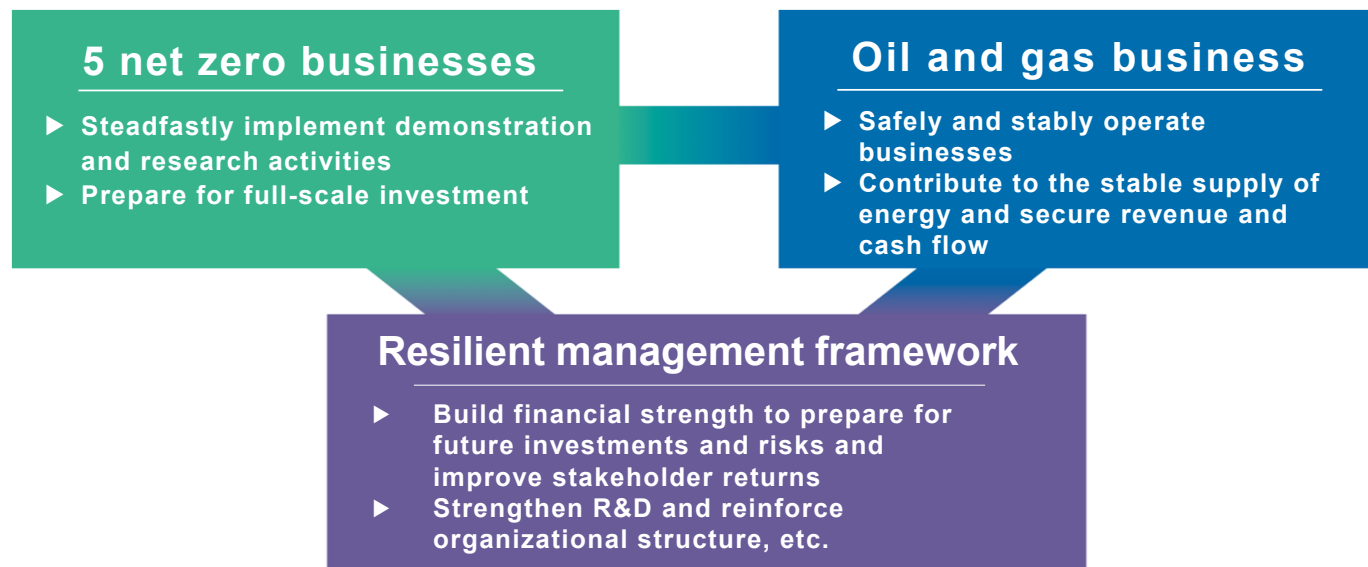 5 net zero businesses
▶ Steadfastly implement demonstration
and research activities
▶ Prepare for full-scale investment
Oil and gas business
▶ Safely and stably operate
businesses
▶ Contribute to the stable supply of
energy and secure revenue and
cash flow
Resilient management framework
▶ Build financial strength to prepare for
future investments and risks and
improve stakeholder returns
▶ Strengthen R&D and reinforce
organizational structure, etc.